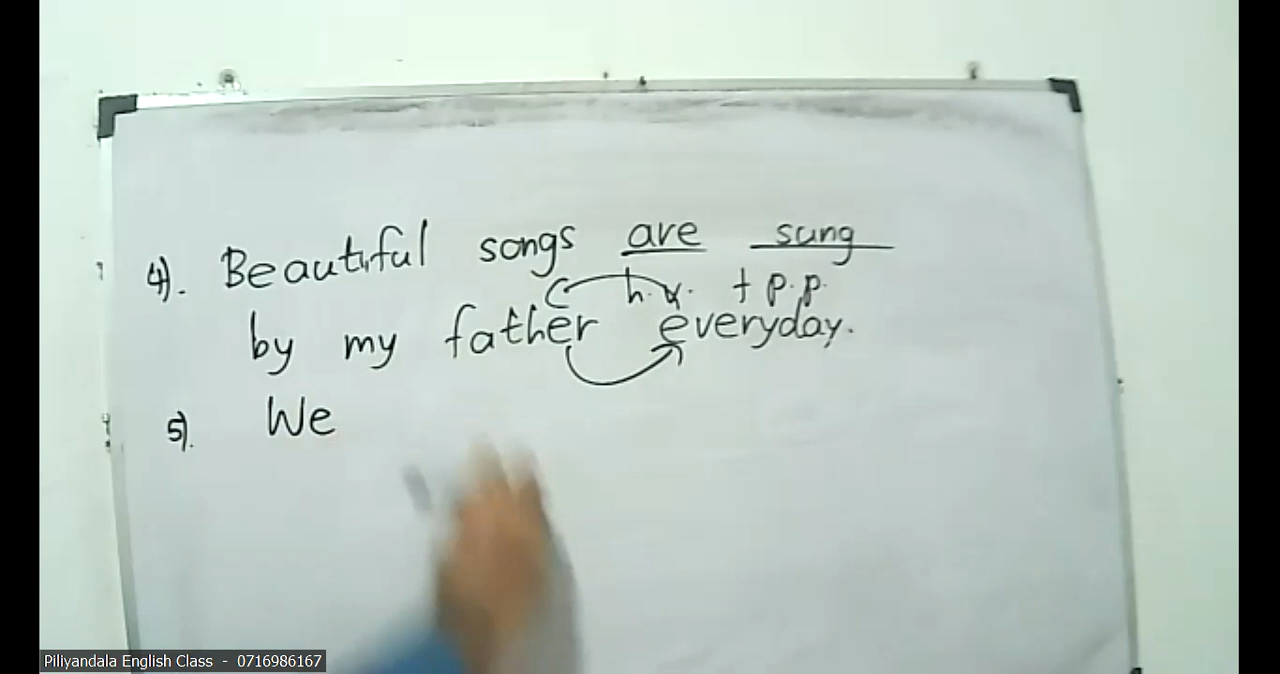 4). Beautiful songs are sung
h.v. + p.p.
by my father everyday.
5). We
Piliyandala English Class - 0716986167